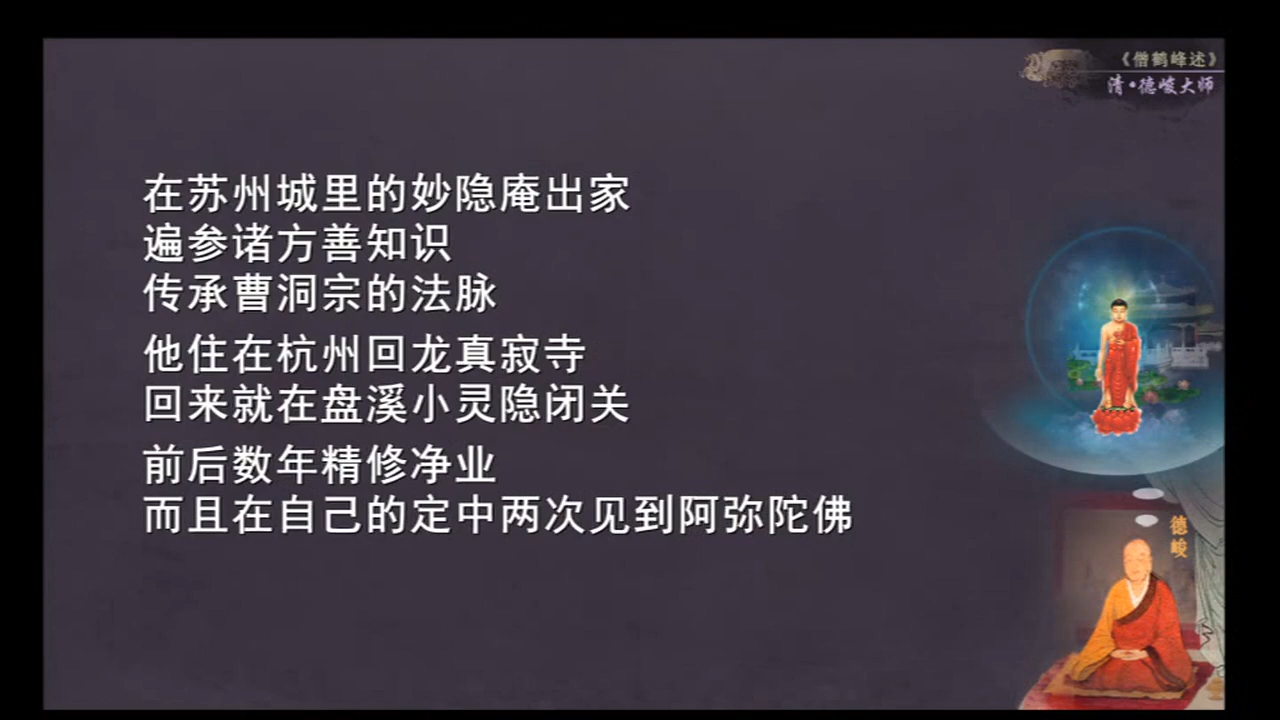 《僧鹤峰述》
清·德峻大师
在苏州城里的妙隐庵出家
遍参诸方善知识
传承曹洞宗的法脉
他住在杭州回龙真寂寺
回来就在盘溪小灵隐闭关
前后数年精修净业
而且在自己的定中两次见到阿弥陀佛
德峻